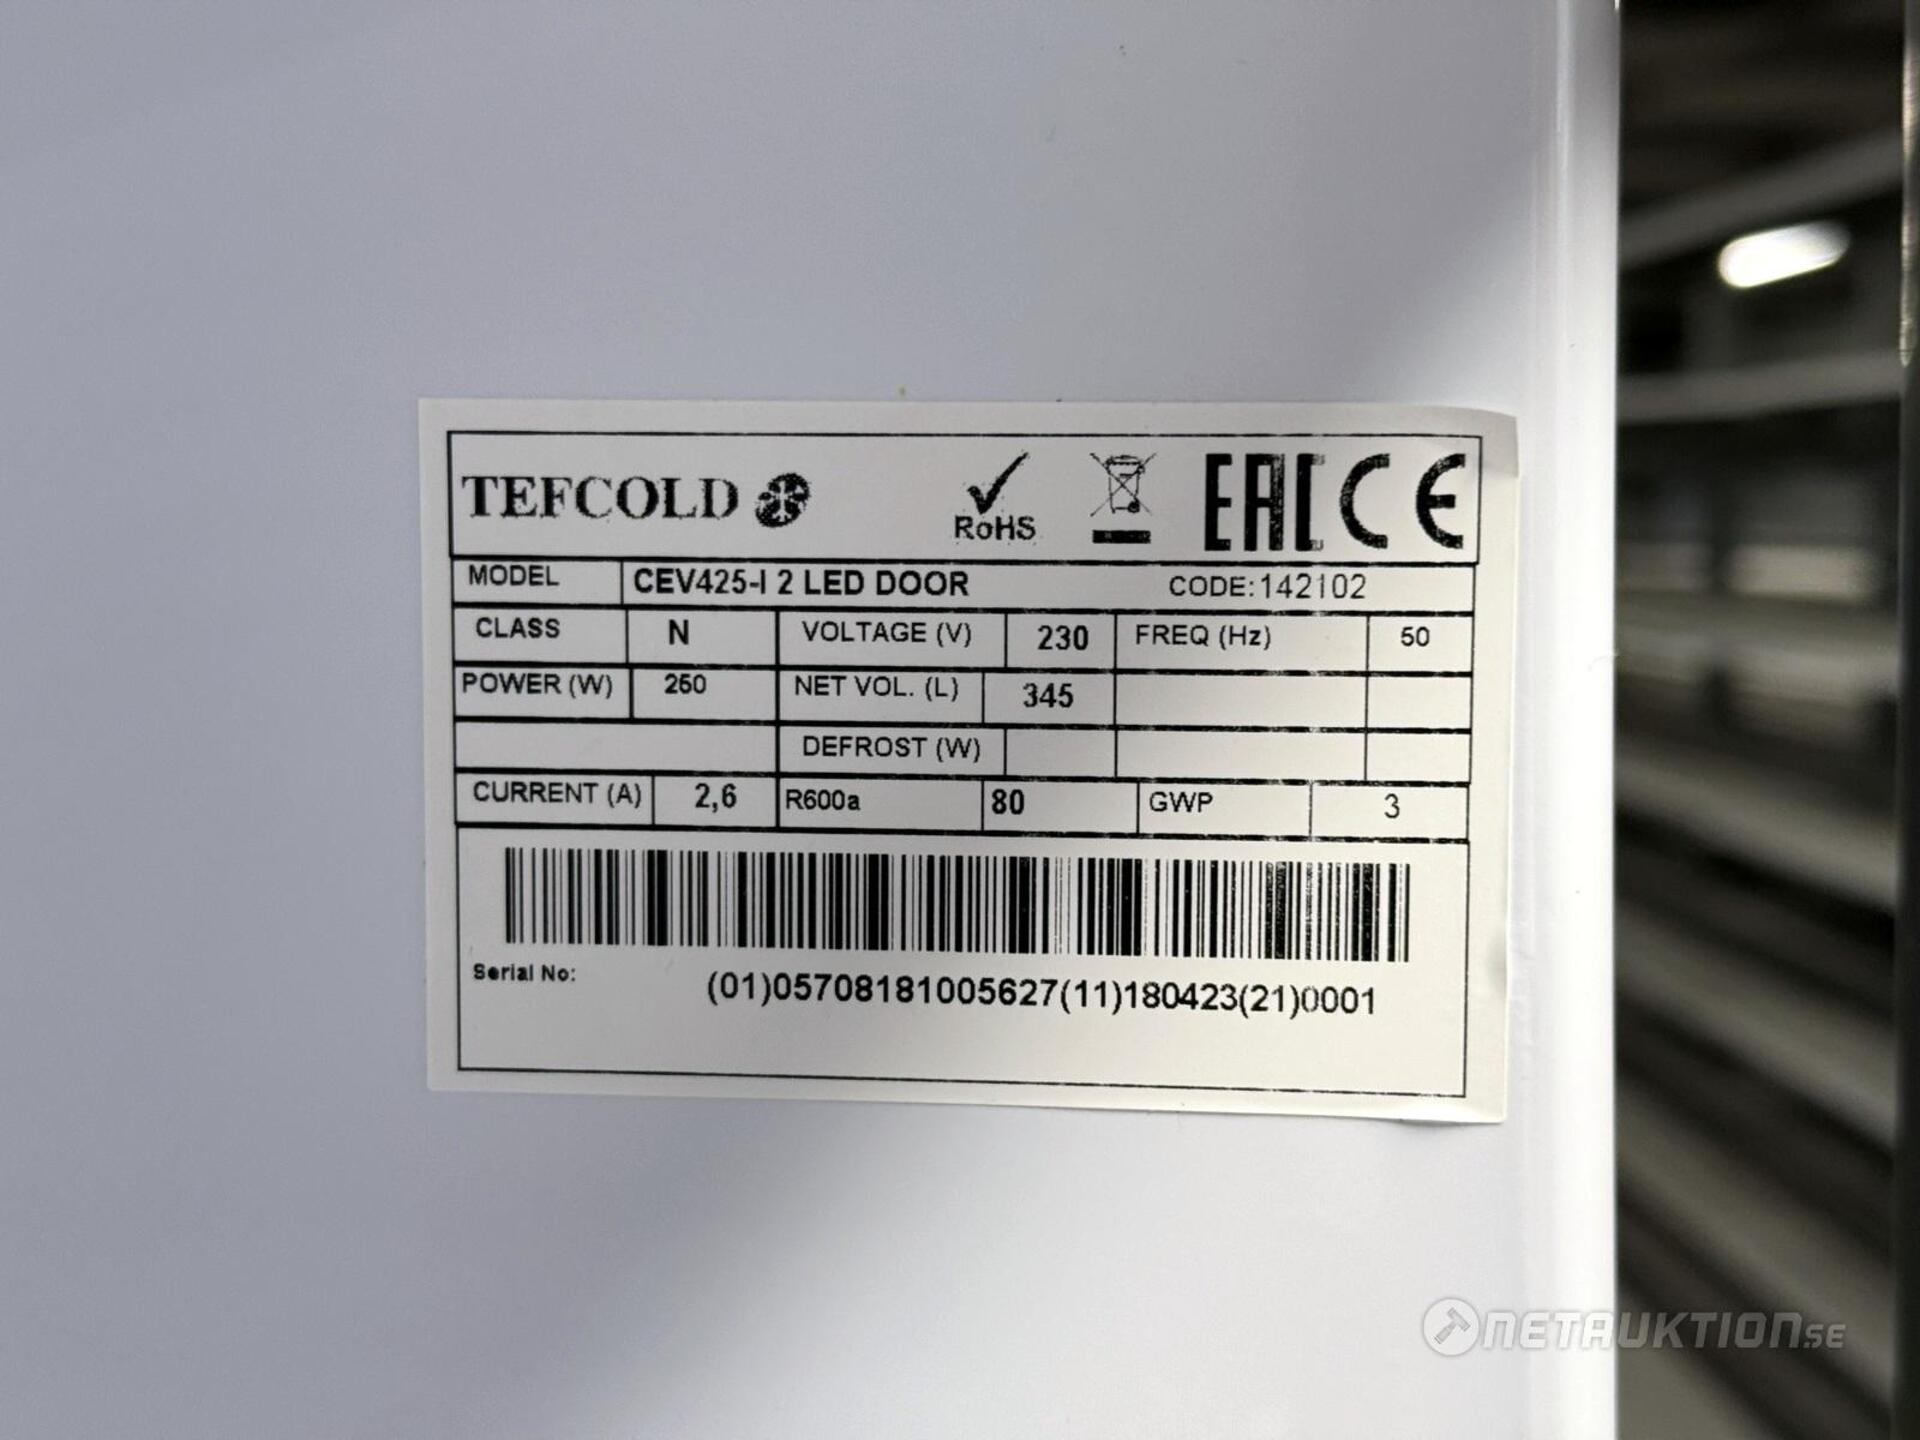 TEFCOLD RoHS EAC CE
MODEL CEV425-I 2 LED DOOR CODE:142102
CLASS N VOLTAGE (V) 230 FREQ (Hz) 50
POWER (W) 250 NET VOL. (L) 345
DEFROST (W)
CURRENT (A) 2,6 R600a 80 GWP 3
Serial No: (01)05708181005627(11)180423(21)0001
NETAUKTION.SE